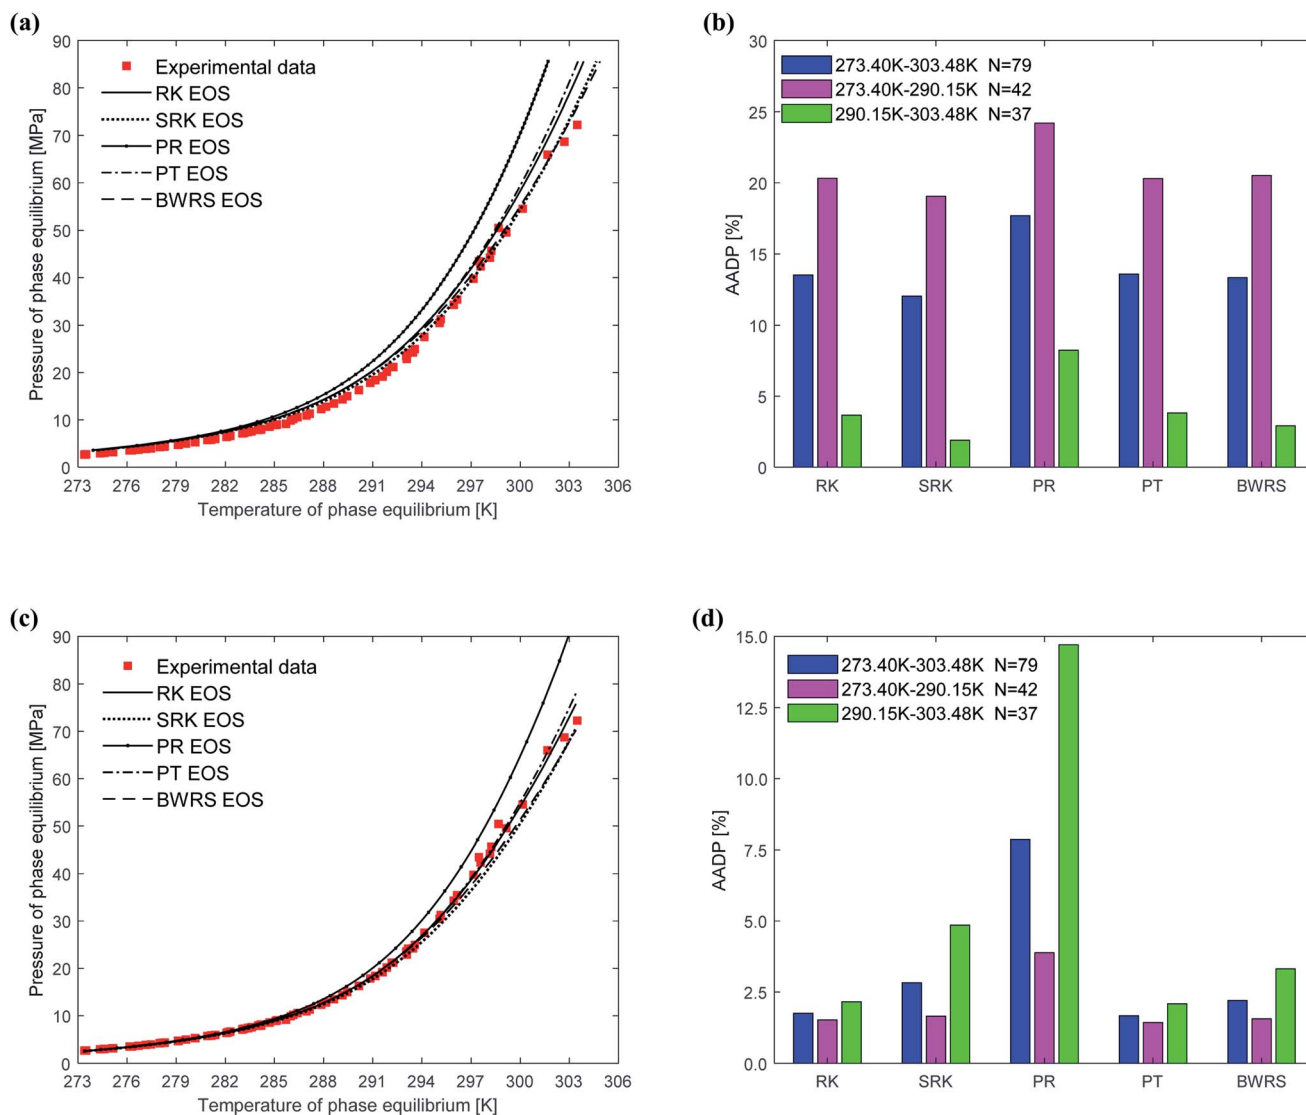 (a)
90
80
70
60
50
40
30
20
10
0
Pressure of phase equilibrium [MPa]
Experimental data
RK EOS
SRK EOS
PR EOS
PT EOS
BWRS EOS
273 276 279 282 285 288 291 294 297 300 303 306
Temperature of phase equilibrium [K]
(b)
30
25
20
15
10
5
0
AADP [%]
273.40K-303.48K N=79
273.40K-290.15K N=42
290.15K-303.48K N=37
RK SRK PR PT BWRS
(c)
90
80
70
60
50
40
30
20
10
0
Pressure of phase equilibrium [MPa]
Experimental data
RK EOS
SRK EOS
PR EOS
PT EOS
BWRS EOS
273 276 279 282 285 288 291 294 297 300 303 306
Temperature of phase equilibrium [K]
(d)
15.0
12.5
10.0
7.5
5.0
2.5
0.0
AADP [%]
273.40K-303.48K N=79
273.40K-290.15K N=42
290.15K-303.48K N=37
RK SRK PR PT BWRS